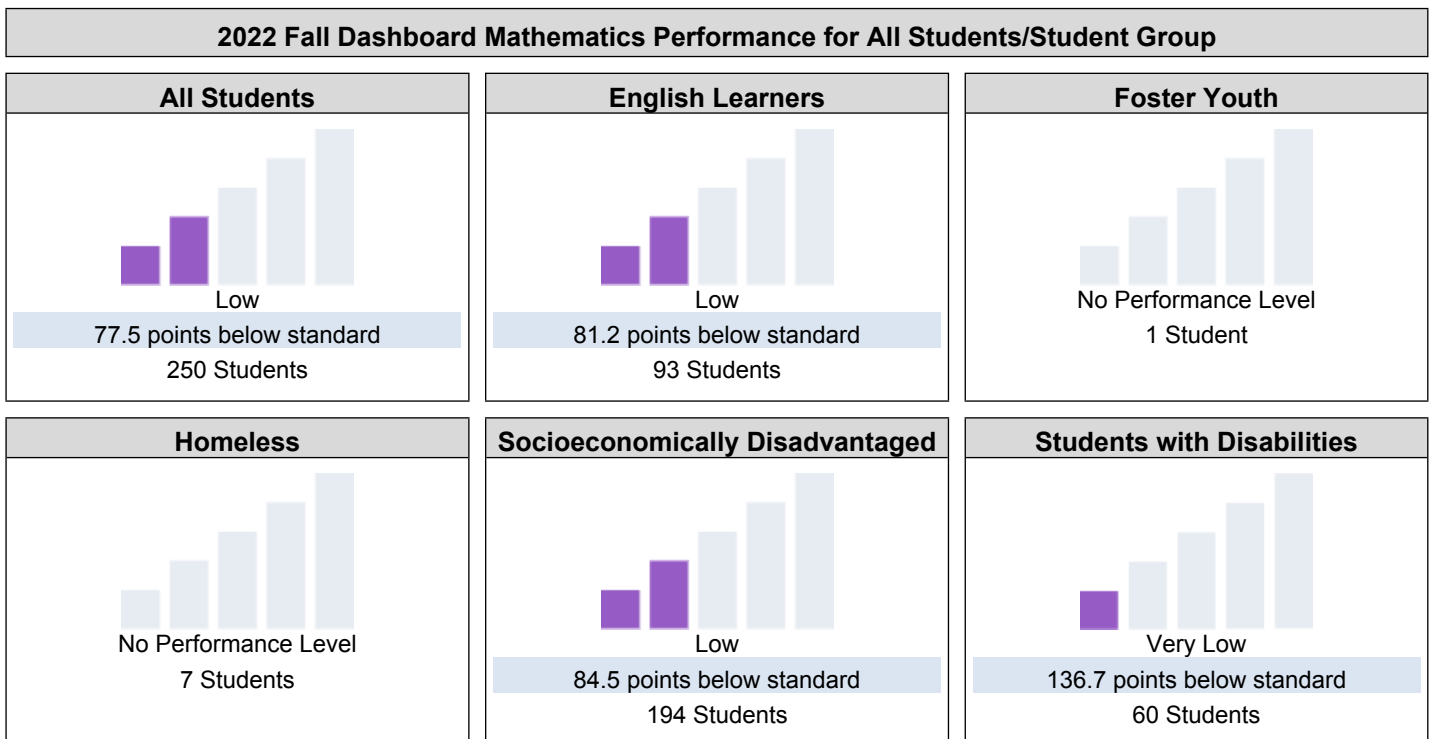 2022 Fall Dashboard Mathematics Performance for All Students/Student Group
All Students
Low
77.5 points below standard
250 Students
English Learners
Low
81.2 points below standard
93 Students
Foster Youth
No Performance Level
1 Student
Homeless
No Performance Level
7 Students
Socioeconomically Disadvantaged
Low
84.5 points below standard
194 Students
Students with Disabilities
Very Low
136.7 points below standard
60 Students